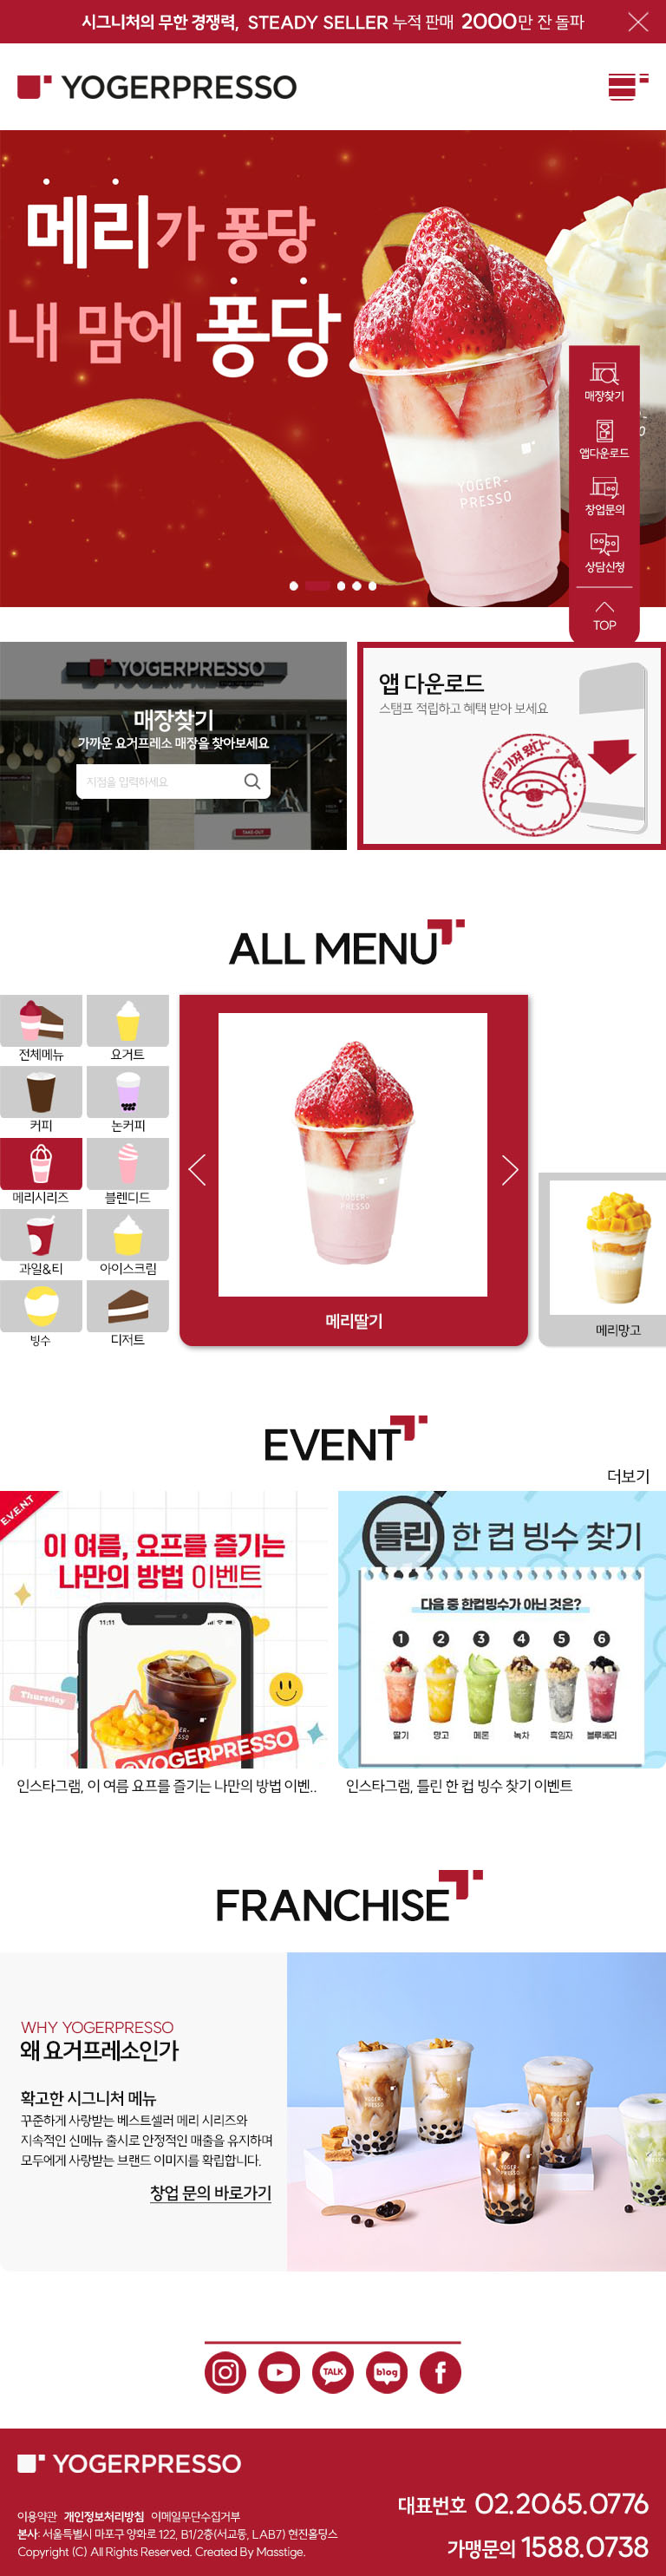 시그니처의 무한 경쟁력, STEADY SELLER 누적 판매 2000만 잔 돌파
YOGERPRESSO
메리가 퐁당
내 맘에 퐁당
YOGER-
PRESSO
매장찾기
앱다운로드
창업문의
상담신청
TOP
YOGERPRESSO
매장찾기
가까운 요거프레소 매장을 찾아보세요
지점을 입력하세요
TAKE-OUT
앱 다운로드
스탬프 적립하고 혜택 받아 보세요
선물 가져 왔다~
ALL MENU
전체메뉴
요거트
커피
논커피
메리시리즈
블렌디드
과일&티
아이스크림
빙수
디저트
YOGER-
PRESSO
메리딸기
메리망고
EVENT
더보기
E.V.E.N.T
이 여름, 요프를 즐기는
나만의 방법 이벤트
11:11
Thursday
@YOGERPRESSO
틀린 한 컵 빙수 찾기
다음 중 한컵빙수가 아닌 것은?
1 2 3 4 5 6
딸기 망고 메론 녹차 흑임자 블루베리
인스타그램, 이 여름 요프를 즐기는 나만의 방법 이벤..
인스타그램, 틀린 한 컵 빙수 찾기 이벤트
FRANCHISE
WHY YOGERPRESSO
왜 요거프레소인가
확고한 시그니처 메뉴
꾸준하게 사랑받는 베스트셀러 메리 시리즈와
지속적인 신메뉴 출시로 안정적인 매출을 유지하며
모두에게 사랑받는 브랜드 이미지를 확립합니다.
창업 문의 바로가기
TALK
blog
YOGERPRESSO
이용약관 개인정보처리방침 이메일무단수집거부
본사: 서울특별시 마포구 양화로 122, B1/2층(서교동, LAB7) 현진홀딩스
Copyright (C) All Rights Reserved. Created By Masstige.
대표번호 02.2065.0776
가맹문의 1588.0738